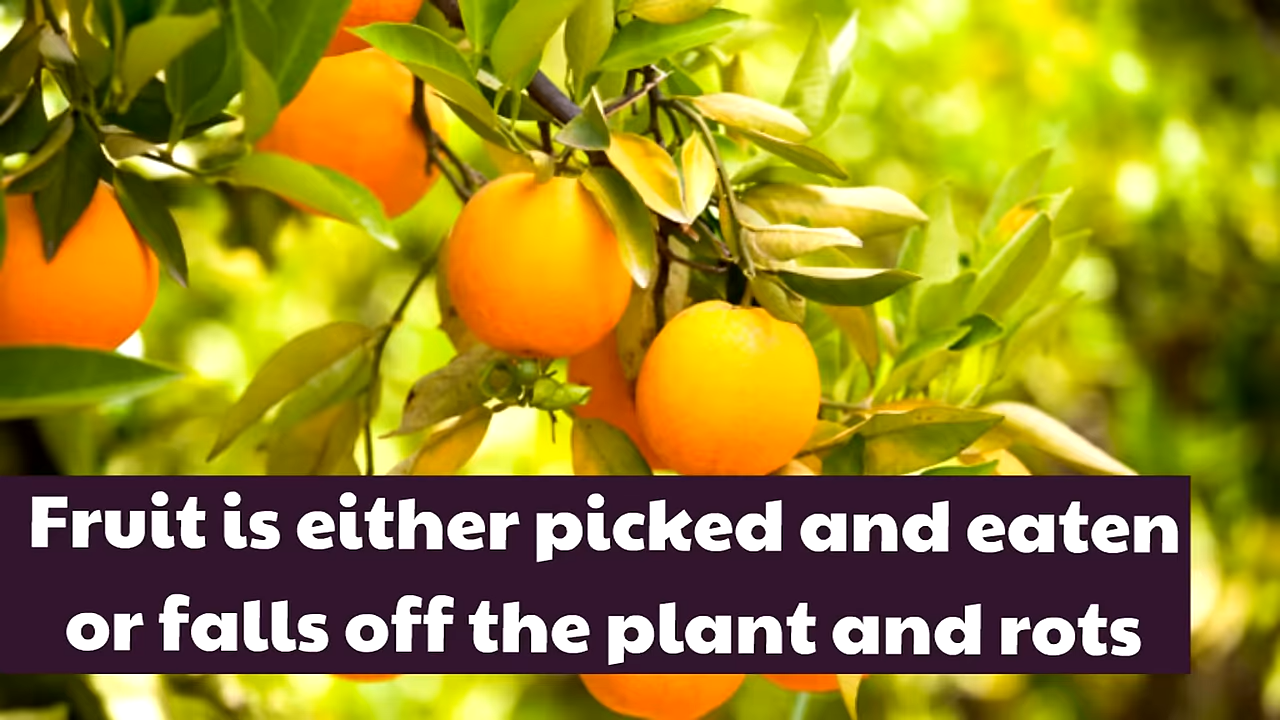 Fruit is either picked and eaten
or falls off the plant and rots